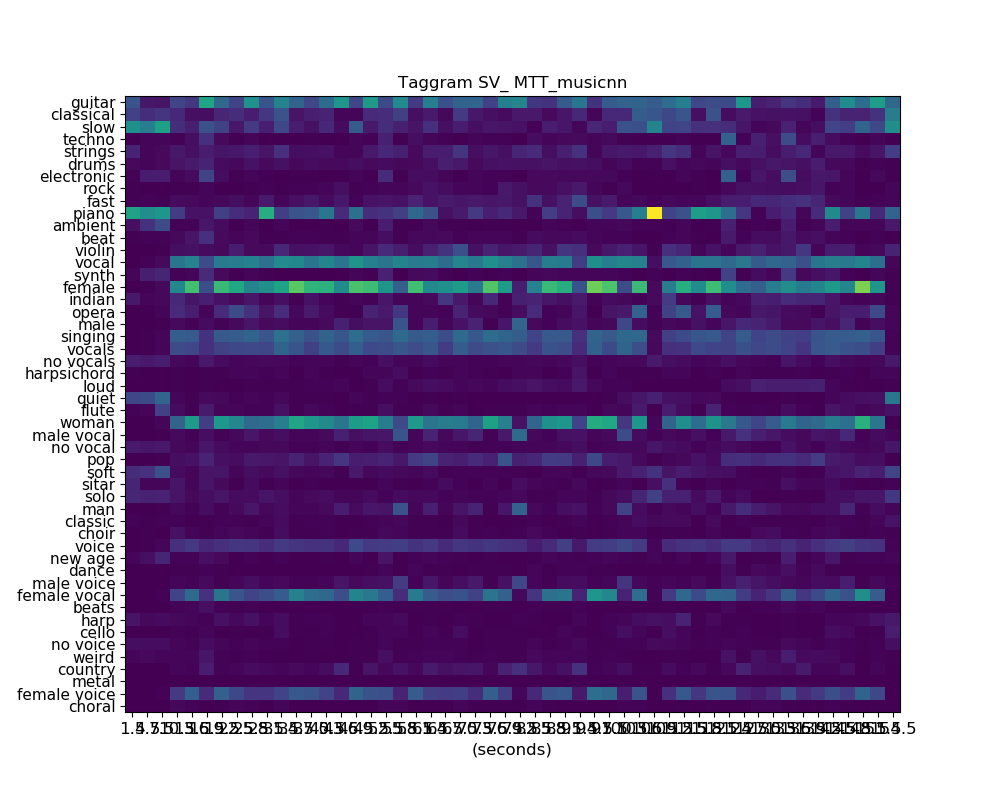 Taggram SV_ MTT_musicnn
guitar
classical
slow
techno
strings
drums
electronic
rock
fast
piano
ambient
beat
violin
vocal
synth
female
indian
opera
male
singing
vocals
no vocals
harpsichord
loud
quiet
flute
woman
male vocal
no vocal
pop
soft
sitar
solo
man
classic
choir
voice
new age
dance
male voice
female vocal
beats
harp
cello
no voice
weird
country
metal
female voice
choral
(seconds)